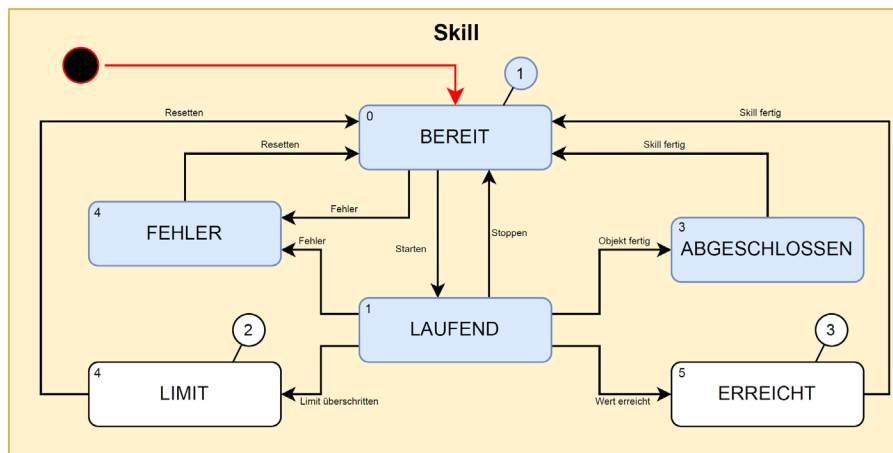 Skill
1
Resetten
0
Skill fertig
BEREIT
Resetten
Skill fertig
Fehler
4
FEHLER
Fehler
Starten
Stoppen
Objekt fertig
3
ABGESCHLOSSEN
1
LAUFEND
2
3
4
LIMIT
Limit überschritten
Wert erreicht
5
ERREICHT